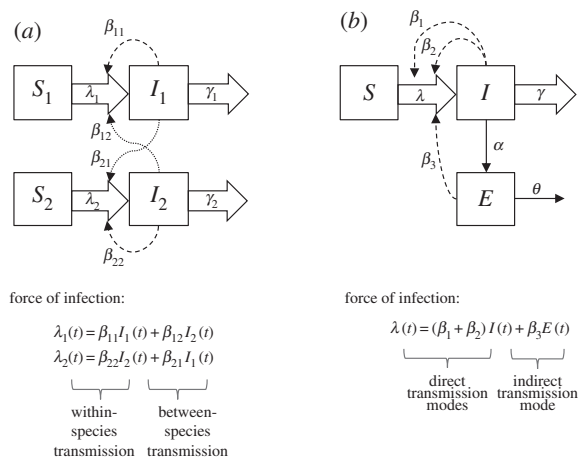 (a)
β₁₁
S₁ λ₁ I₁ γ₁
β₁₂
β₂₁
S₂ λ₂ I₂ γ₂
β₂₂
force of infection:
λ₁(t) = β₁₁I₁(t) + β₁₂I₂(t)
λ₂(t) = β₂₂I₂(t) + β₂₁I₁(t)
within-species transmission
between-species transmission
(b)
β₁
β₂
S λ I γ
β₃
α
E θ
force of infection:
λ(t) = (β₁ + β₂) I(t) + β₃E(t)
direct transmission modes
indirect transmission mode